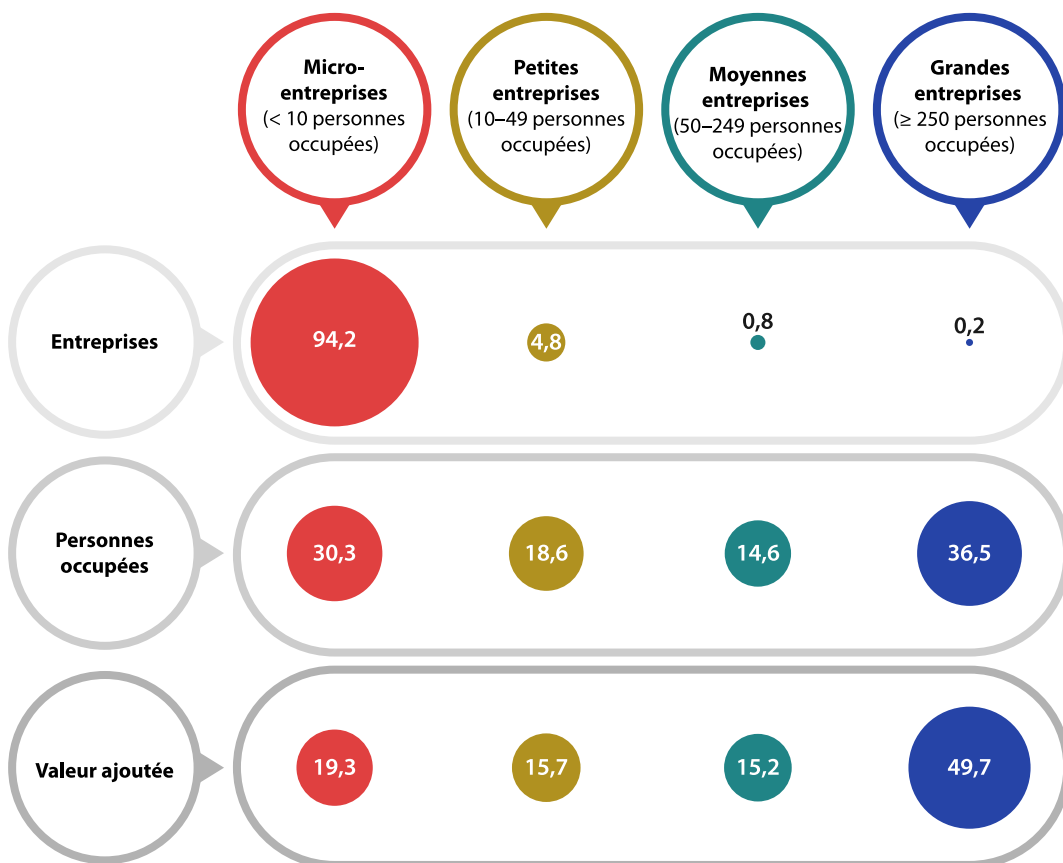 Micro-
entreprises
(< 10 personnes
occupées)
Petites
entreprises
(10–49 personnes
occupées)
Moyennes
entreprises
(50–249 personnes
occupées)
Grandes
entreprises
(≥ 250 personnes
occupées)
Entreprises
94,2
4,8
0,8
0,2
Personnes
occupées
30,3
18,6
14,6
36,5
Valeur ajoutée
19,3
15,7
15,2
49,7